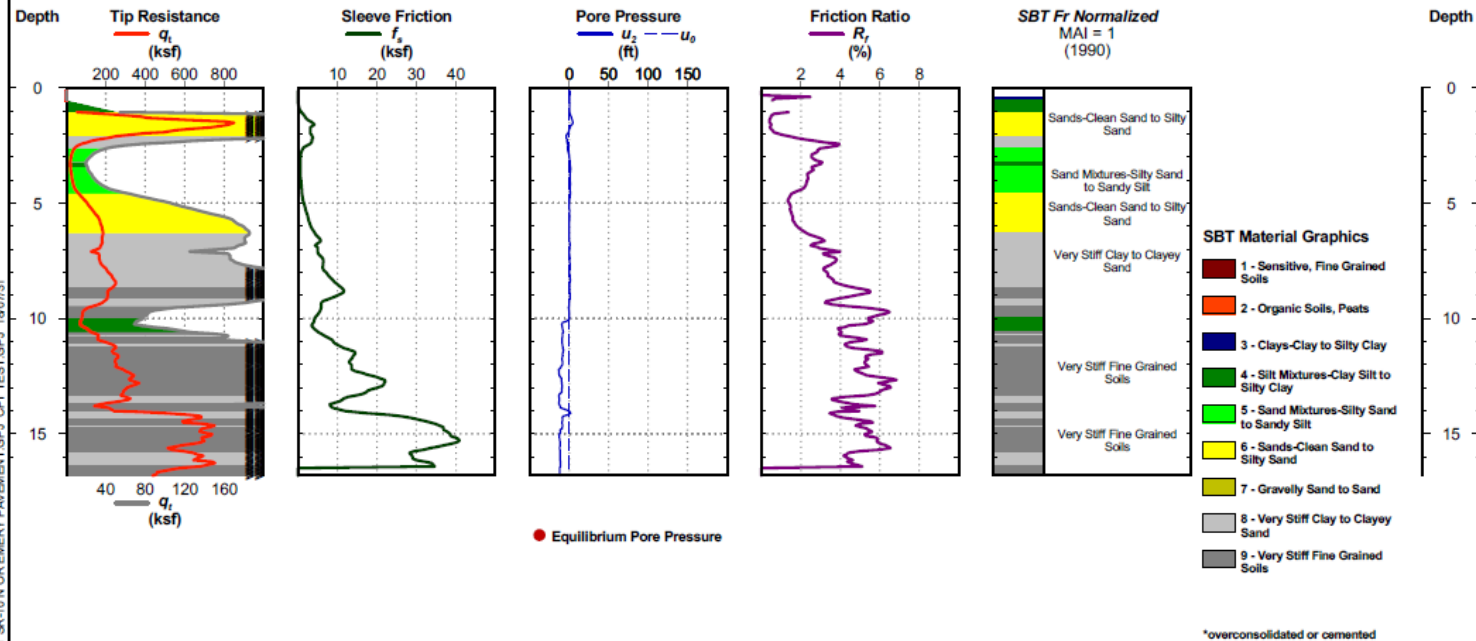 Depth
Tip Resistance
qt
(ksf)
200 400 600 800
Sleeve Friction
fs
(ksf)
10 20 30 40
Pore Pressure
u2 u0
(ft)
0 50 100 150
Friction Ratio
Rf
(%)
2 4 6 8
SBT Fr Normalized
MAI = 1
(1990)
Depth
0
5
10
15
40 80 120 160
qt
(ksf)
Equilibrium Pore Pressure
Sands-Clean Sand to Silty
Sand
Sand Mixtures-Silty Sand
to Sandy Silt
Sands-Clean Sand to Silty
Sand
Very Stiff Clay to Clayey
Sand
Very Stiff Fine Grained
Soils
Very Stiff Fine Grained
Soils
0
5
10
15
SBT Material Graphics
1 - Sensitive, Fine Grained
Soils
2 - Organic Soils, Peats
3 - Clays-Clay to Silty Clay
4 - Silt Mixtures-Clay Silt to
Silty Clay
5 - Sand Mixtures-Silty Sand
to Sandy Silt
6 - Sands-Clean Sand to
Silty Sand
7 - Gravelly Sand to Sand
8 - Very Stiff Clay to Clayey
Sand
9 - Very Stiff Fine Grained
Soils
*overconsolidated or cemented